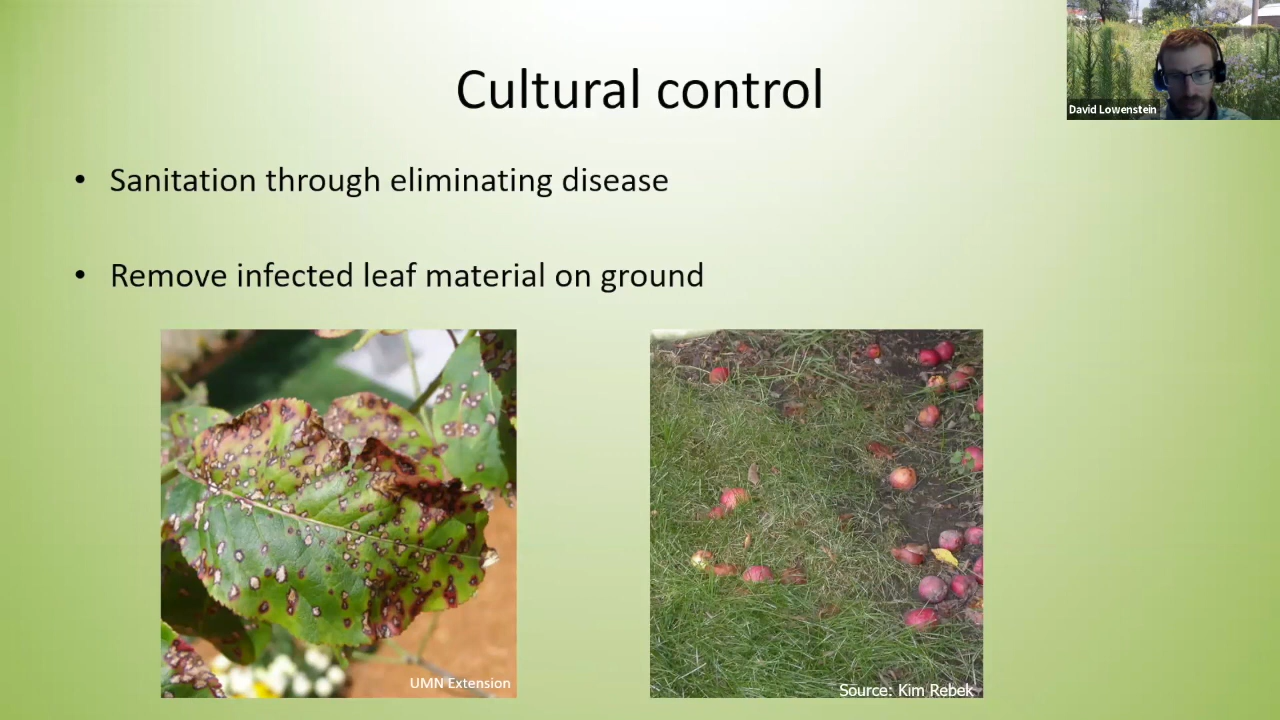 Cultural control
David Lowenstein
• Sanitation through eliminating disease
• Remove infected leaf material on ground
UMN Extension
Source: Kim Rebek